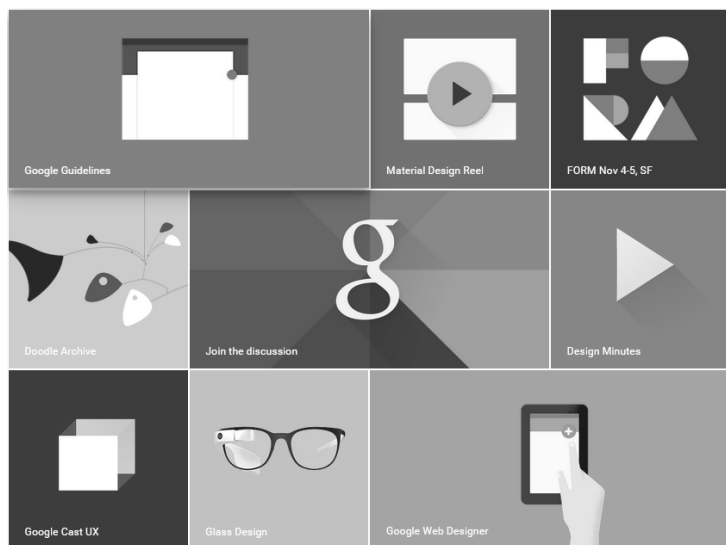 Google Guidelines
Material Design Reel
FORM Nov 4-5, SF
Doodle Archive
g
Join the discussion
Design Minutes
Google Cast UX
Glass Design
Google Web Designer